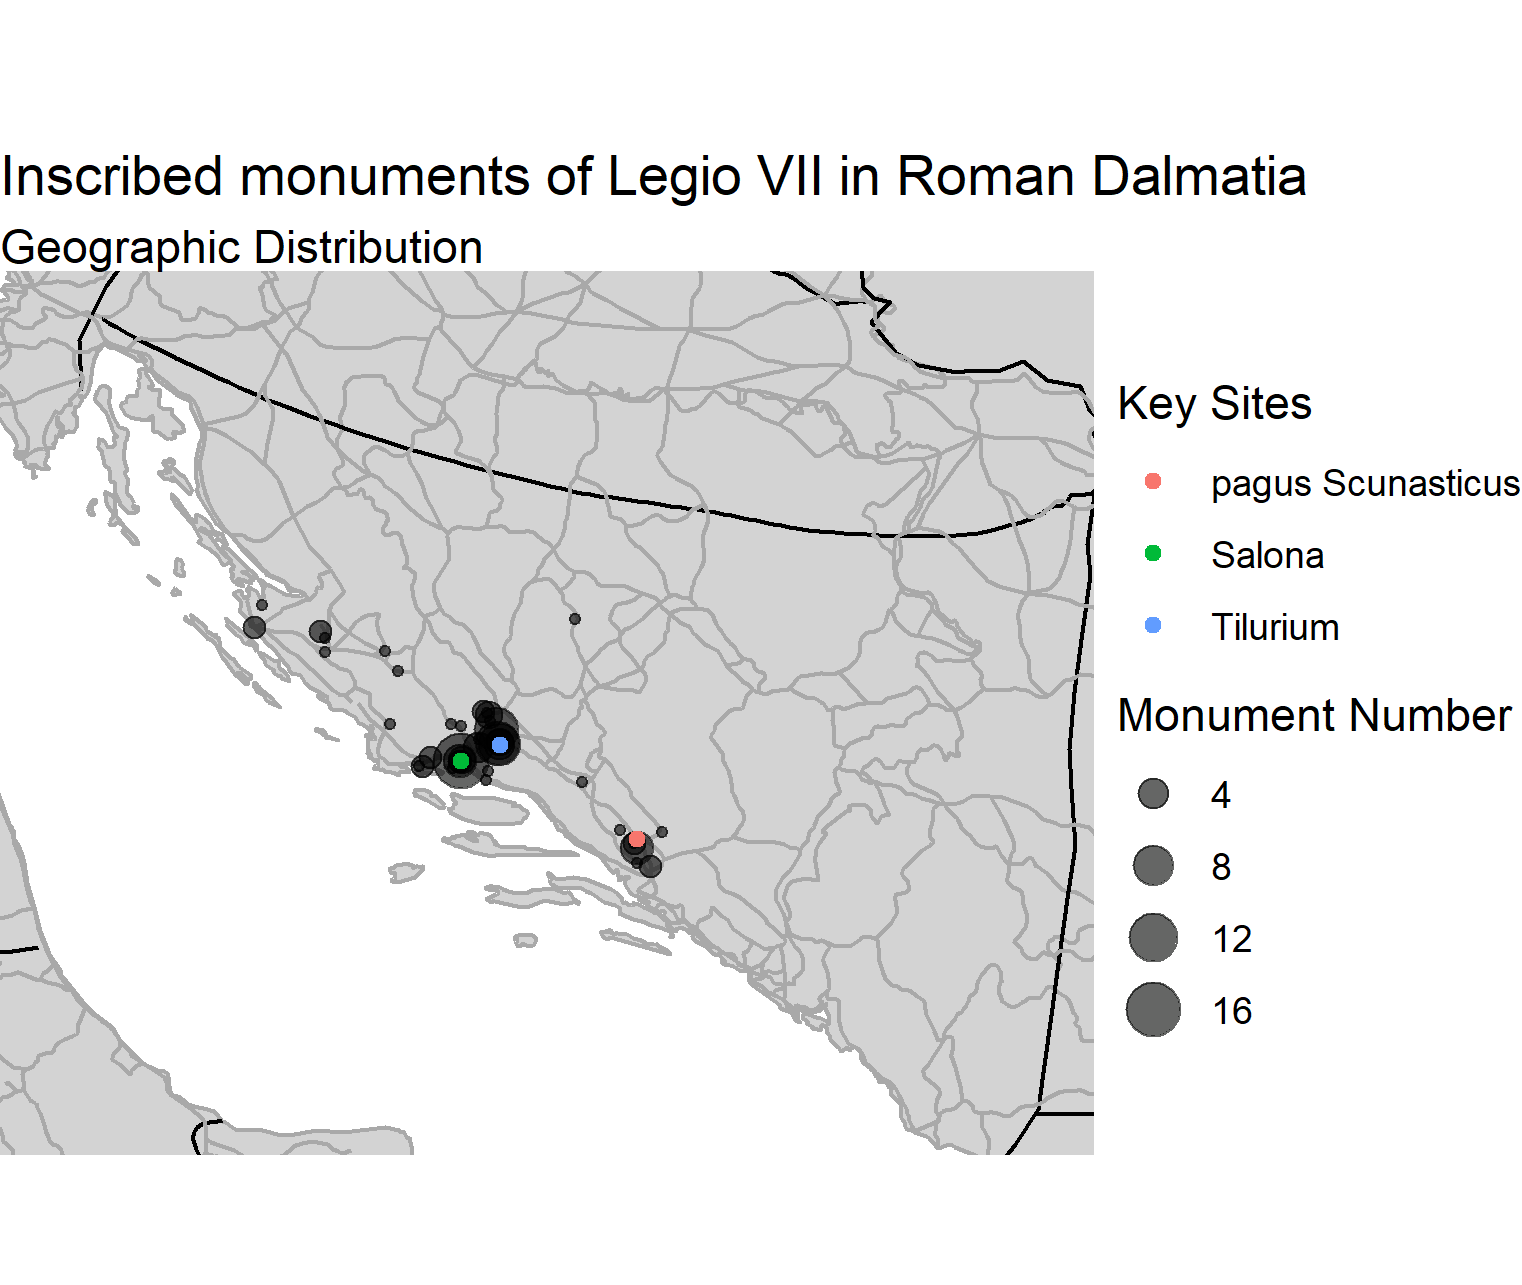 Inscribed monuments of Legio VII in Roman Dalmatia
Geographic Distribution
Key Sites
pagus Scunasticus
Salona
Tilurium
Monument Number
4
8
12
16